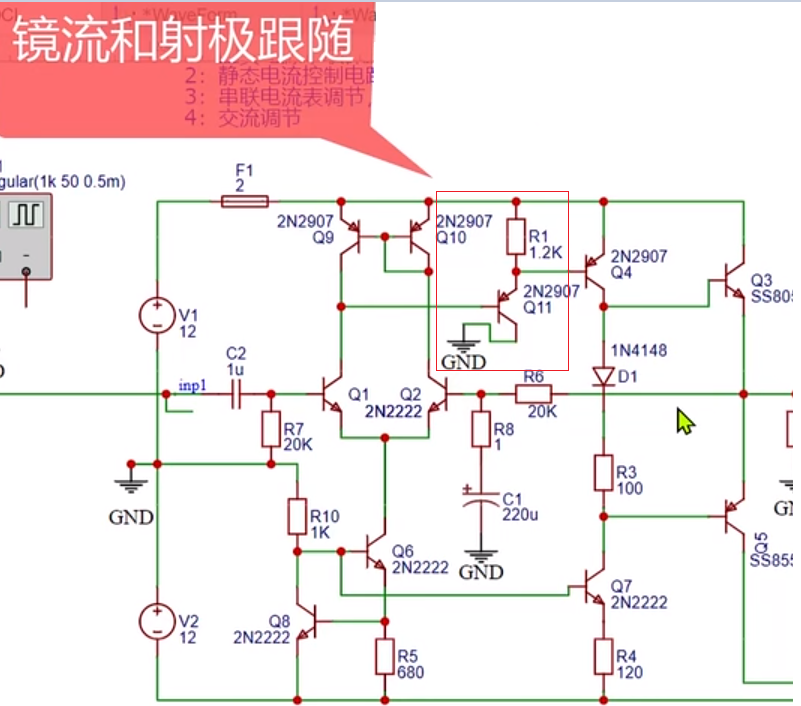 镜流和射极跟随
2：静态电流控制电路
3：串联电流表调节，
4：交流调节
gular(1k 50 0.5m)
F1
2
2N2907
Q9
2N2907
Q10
R1
1.2K
2N2907
Q4
2N2907
Q11
Q3
SS80
V1
12
GND
C2
1u
inp1
Q1
Q2
2N2222
R6
20K
1N4148
D1
R7
20K
R8
1
R3
100
C1
220u
GND
GND
R10
1K
Q6
2N2222
Q5
SS855
Q7
2N2222
V2
12
Q8
2N2222
R5
680
R4
120